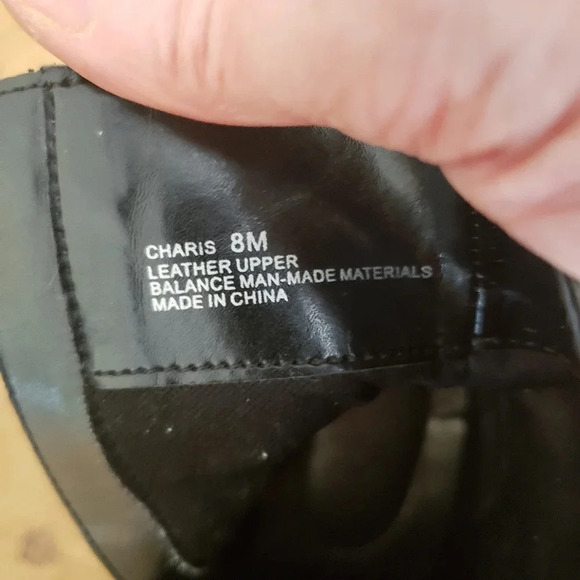 CHARIS 8M
LEATHER UPPER
BALANCE MAN-MADE MATERIALS
MADE IN CHINA